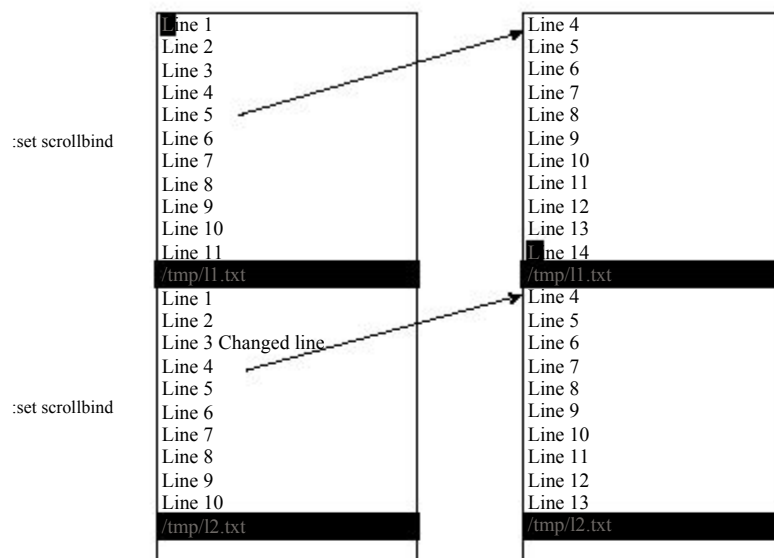 Line 1
Line 2
Line 3
Line 4
Line 5
:set scrollbind
Line 6
Line 7
Line 8
Line 9
Line 10
Line 11
/tmp/l1.txt
Line 1
Line 2
Line 3 Changed line
Line 4
Line 5
:set scrollbind
Line 6
Line 7
Line 8
Line 9
Line 10
/tmp/l2.txt
Line 4
Line 5
Line 6
Line 7
Line 8
Line 9
Line 10
Line 11
Line 12
Line 13
Line 14
/tmp/l1.txt
Line 4
Line 5
Line 6
Line 7
Line 8
Line 9
Line 10
Line 11
Line 12
Line 13
/tmp/l2.txt